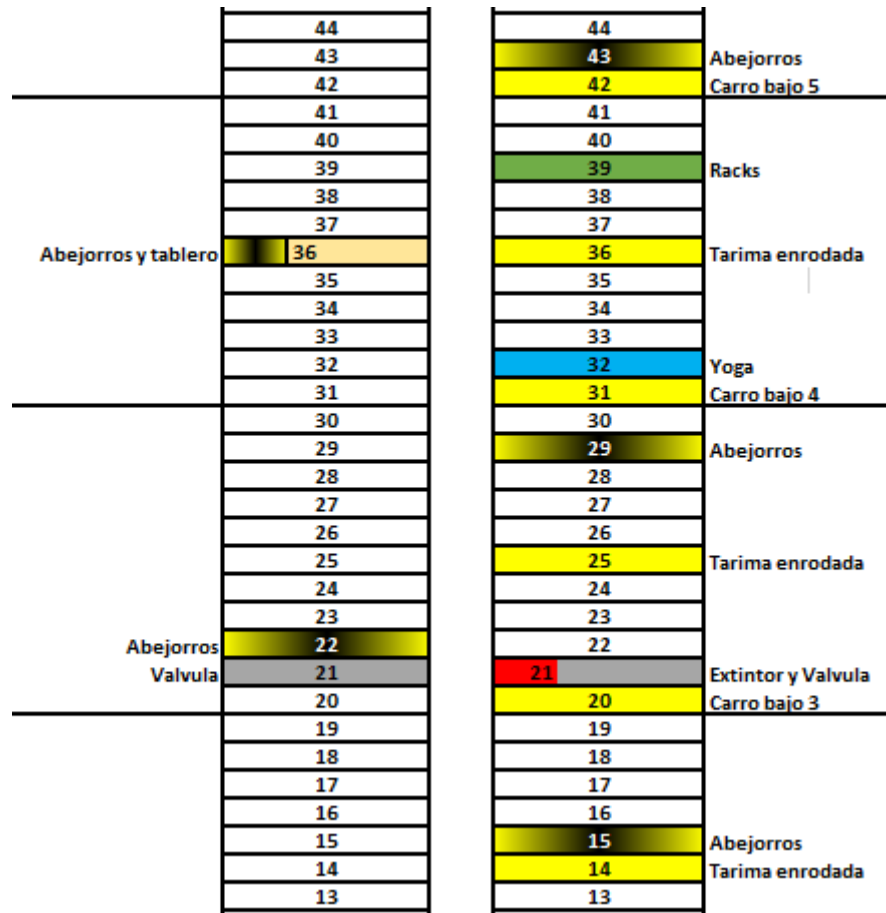 44 44
43 43 Abejorros
42 42 Carro bajo 5
41 41
40 40
39 39 Racks
38 38
37 37
Abejorros y tablero 36 36 Tarima enrodada
35 35
34 34
33 33
32 32 Yoga
31 31 Carro bajo 4
30 30
29 29 Abejorros
28 28
27 27
26 26
25 25 Tarima enrodada
24 24
23 23
Abejorros 22 22
Valvula 21 21 Extintor y Valvula
20 20 Carro bajo 3
19 19
18 18
17 17
16 16
15 15 Abejorros
14 14 Tarima enrodada
13 13